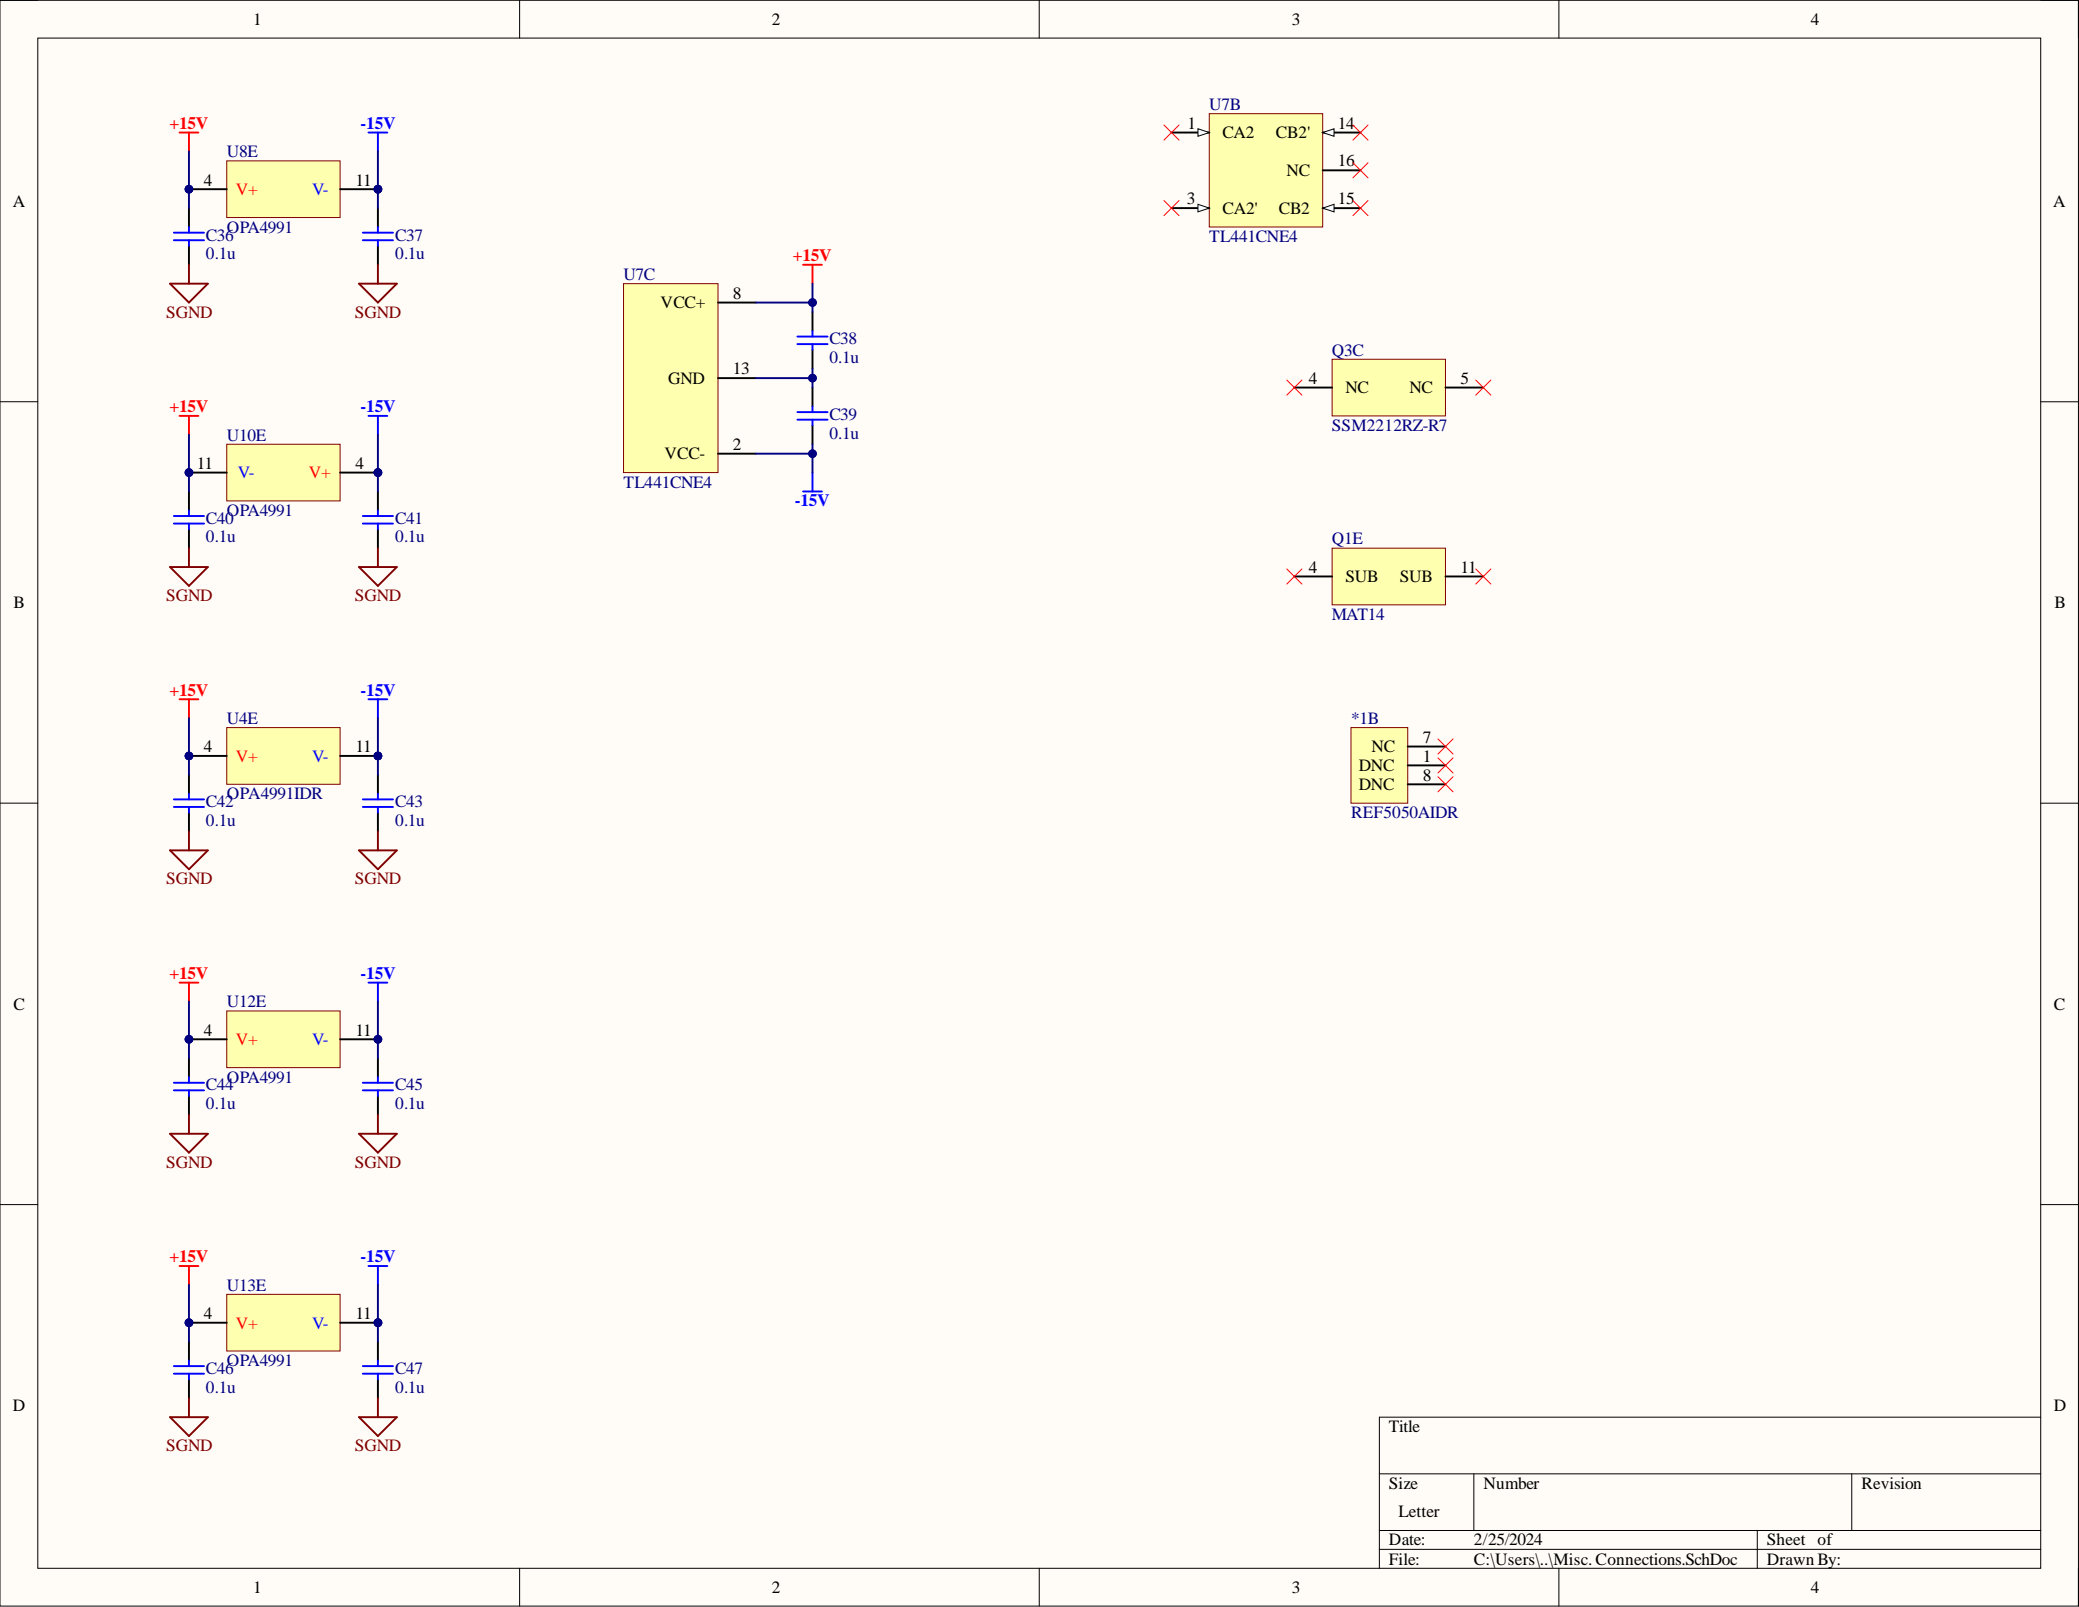 1 2 3 4
A A
B B
C C
D D
+15V -15V
U8E
4 V+ V- 11
OPA4991
C36 C37
0.1u 0.1u
SGND SGND
+15V -15V
U10E
11 V- V+ 4
OPA4991
C40 C41
0.1u 0.1u
SGND SGND
+15V -15V
U4E
4 V+ V- 11
OPA4991IDR
C42 C43
0.1u 0.1u
SGND SGND
+15V -15V
U12E
4 V+ V- 11
OPA4991
C44 C45
0.1u 0.1u
SGND SGND
+15V -15V
U13E
4 V+ V- 11
OPA4991
C46 C47
0.1u 0.1u
SGND SGND
+15V
U7C
VCC+ 8
C38
0.1u
GND 13
C39
0.1u
VCC- 2
TL441CNE4
-15V
U7B
1 CA2 CB2' 14
NC 16
3 CA2' CB2 15
TL441CNE4
Q3C
4 NC NC 5
SSM2212RZ-R7
Q1E
4 SUB SUB 11
MAT14
*1B
NC 7
DNC 1
DNC 8
REF5050AIDR
Title
Size Number Revision
Letter
Date: 2/25/2024 Sheet of
File: C:\Users\..\Misc. Connections.SchDoc Drawn By:
1 2 3 4